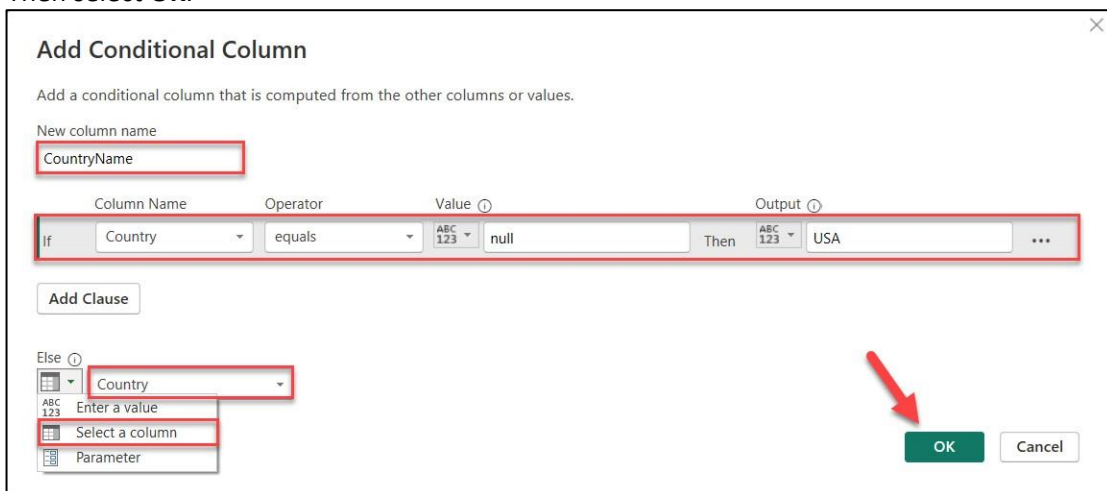 Then select OK.
Add Conditional Column
Add a conditional column that is computed from the other columns or values.
New column name
CountryName
Column Name Operator Value Output
If Country equals ABC 123 null Then ABC 123 USA ...
Add Clause
Else
Country
ABC 123 Enter a value
Select a column
Parameter
OK Cancel